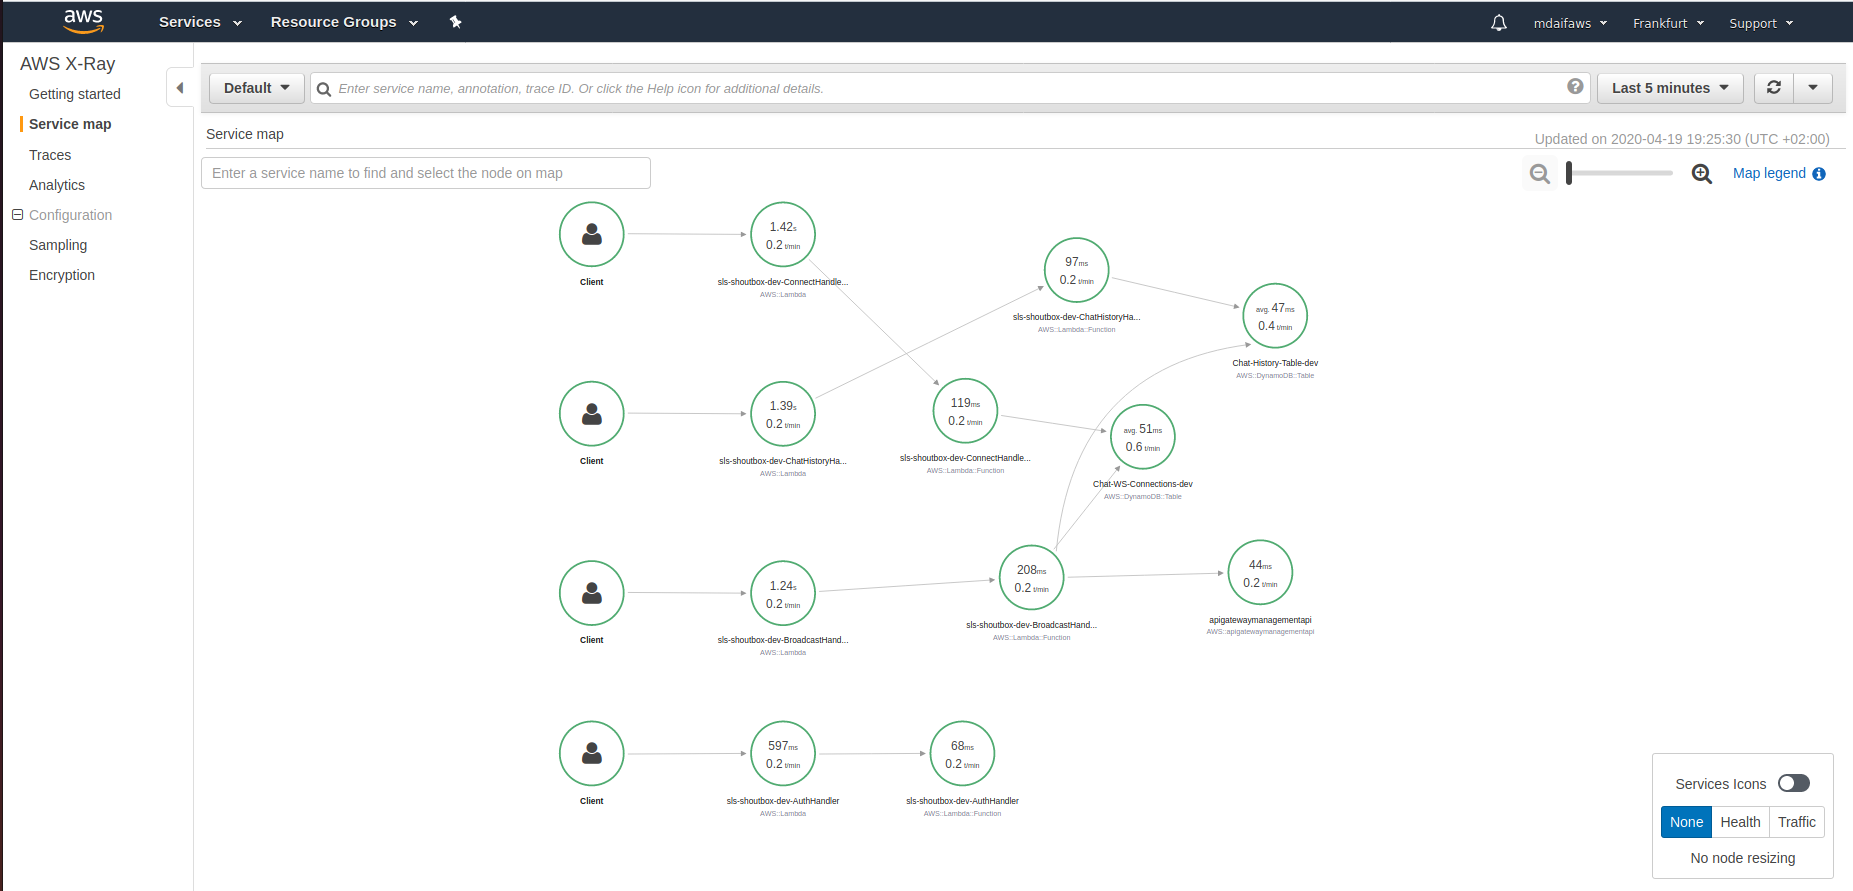 aws Services Resource Groups mdaifaws Frankfurt Support
AWS X-Ray
Getting started
Service map
Traces
Analytics
Configuration
Sampling
Encryption
Default Enter service name, annotation, trace ID. Or click the Help icon for additional details. ? Last 5 minutes
Service map
Updated on 2020-04-19 19:25:30 (UTC +02:00)
Enter a service name to find and select the node on map
Map legend i
Client
1.42s
0.2 t/min
sls-shoutbox-dev-ConnectHandle...
AWS::Lambda
97ms
0.2 t/min
sls-shoutbox-dev-ChatHistoryHa...
AWS::Lambda::Function
avg. 47ms
0.4 t/min
Chat-History-Table-dev
AWS::DynamoDB::Table
Client
1.39s
0.2 t/min
sls-shoutbox-dev-ChatHistoryHa...
AWS::Lambda
119ms
0.2 t/min
sls-shoutbox-dev-ConnectHandle...
AWS::Lambda::Function
avg. 51ms
0.6 t/min
Chat-WS-Connections-dev
AWS::DynamoDB::Table
Client
1.24s
0.2 t/min
sls-shoutbox-dev-BroadcastHand...
AWS::Lambda
208ms
0.2 t/min
sls-shoutbox-dev-BroadcastHand...
AWS::Lambda::Function
44ms
0.2 t/min
apigatewaymanagementapi
AWS::apigatewaymanagementapi
Client
597ms
0.2 t/min
sls-shoutbox-dev-AuthHandler
AWS::Lambda
68ms
0.2 t/min
sls-shoutbox-dev-AuthHandler
AWS::Lambda::Function
Services Icons
None Health Traffic
No node resizing